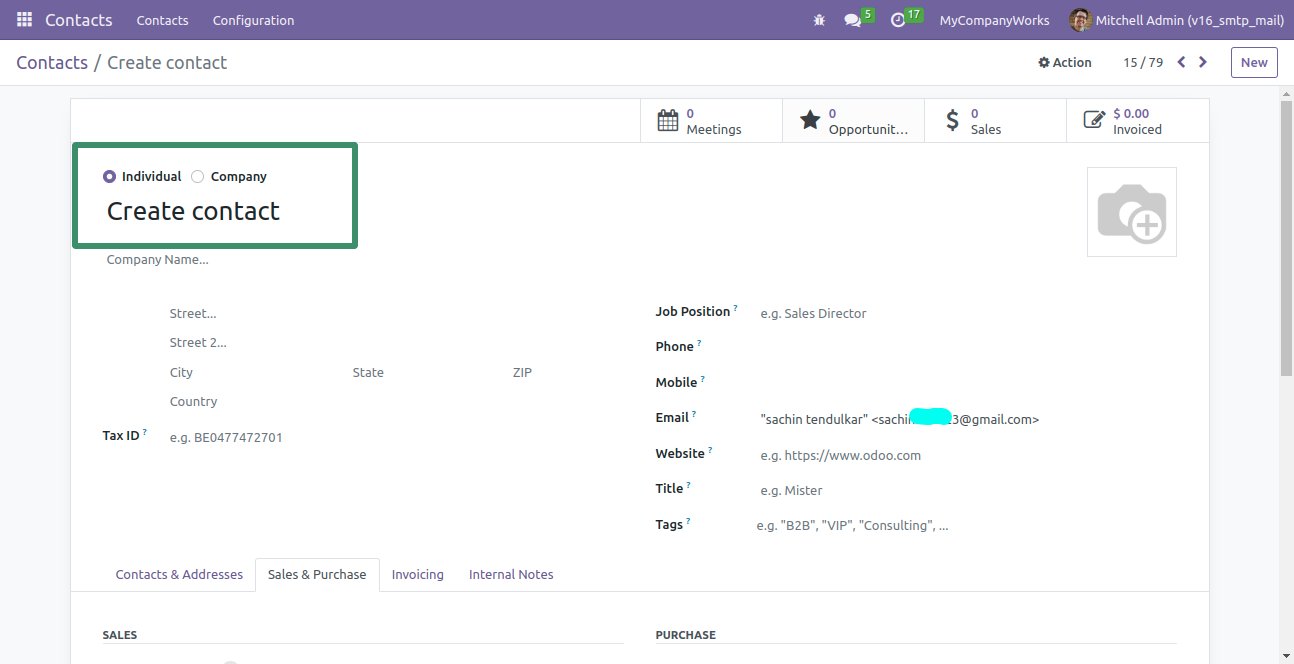 Contacts Contacts Configuration 5 17 MyCompanyWorks Mitchell Admin (v16_smtp_mail)
Contacts / Create contact Action 15 / 79 New
0 Meetings
0 Opportunit...
$ 0 Sales
$ 0.00 Invoiced
Individual Company
Create contact
Company Name...
Street...
Street 2...
City State ZIP
Country
Tax ID ? e.g. BE0477472701
Job Position ? e.g. Sales Director
Phone ?
Mobile ?
Email ? "sachin tendulkar" <sachin 3@gmail.com>
Website ? e.g. https://www.odoo.com
Title ? e.g. Mister
Tags ? e.g. "B2B", "VIP", "Consulting", ...
Contacts & Addresses Sales & Purchase Invoicing Internal Notes
SALES PURCHASE